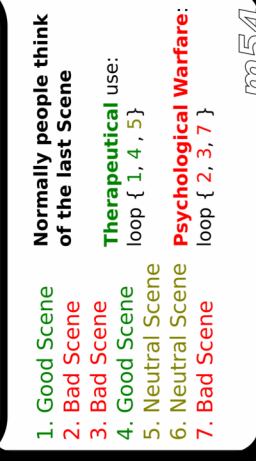 1. Good Scene
2. Bad Scene
3. Bad Scene
4. Good Scene
5. Neutral Scene
6. Neutral Scene
7. Bad Scene
Normally people think
of the last Scene
Therapeutical use:
loop { 1, 4 , 5}
Psychological Warfare:
loop { 2, 3, 7 }
m54